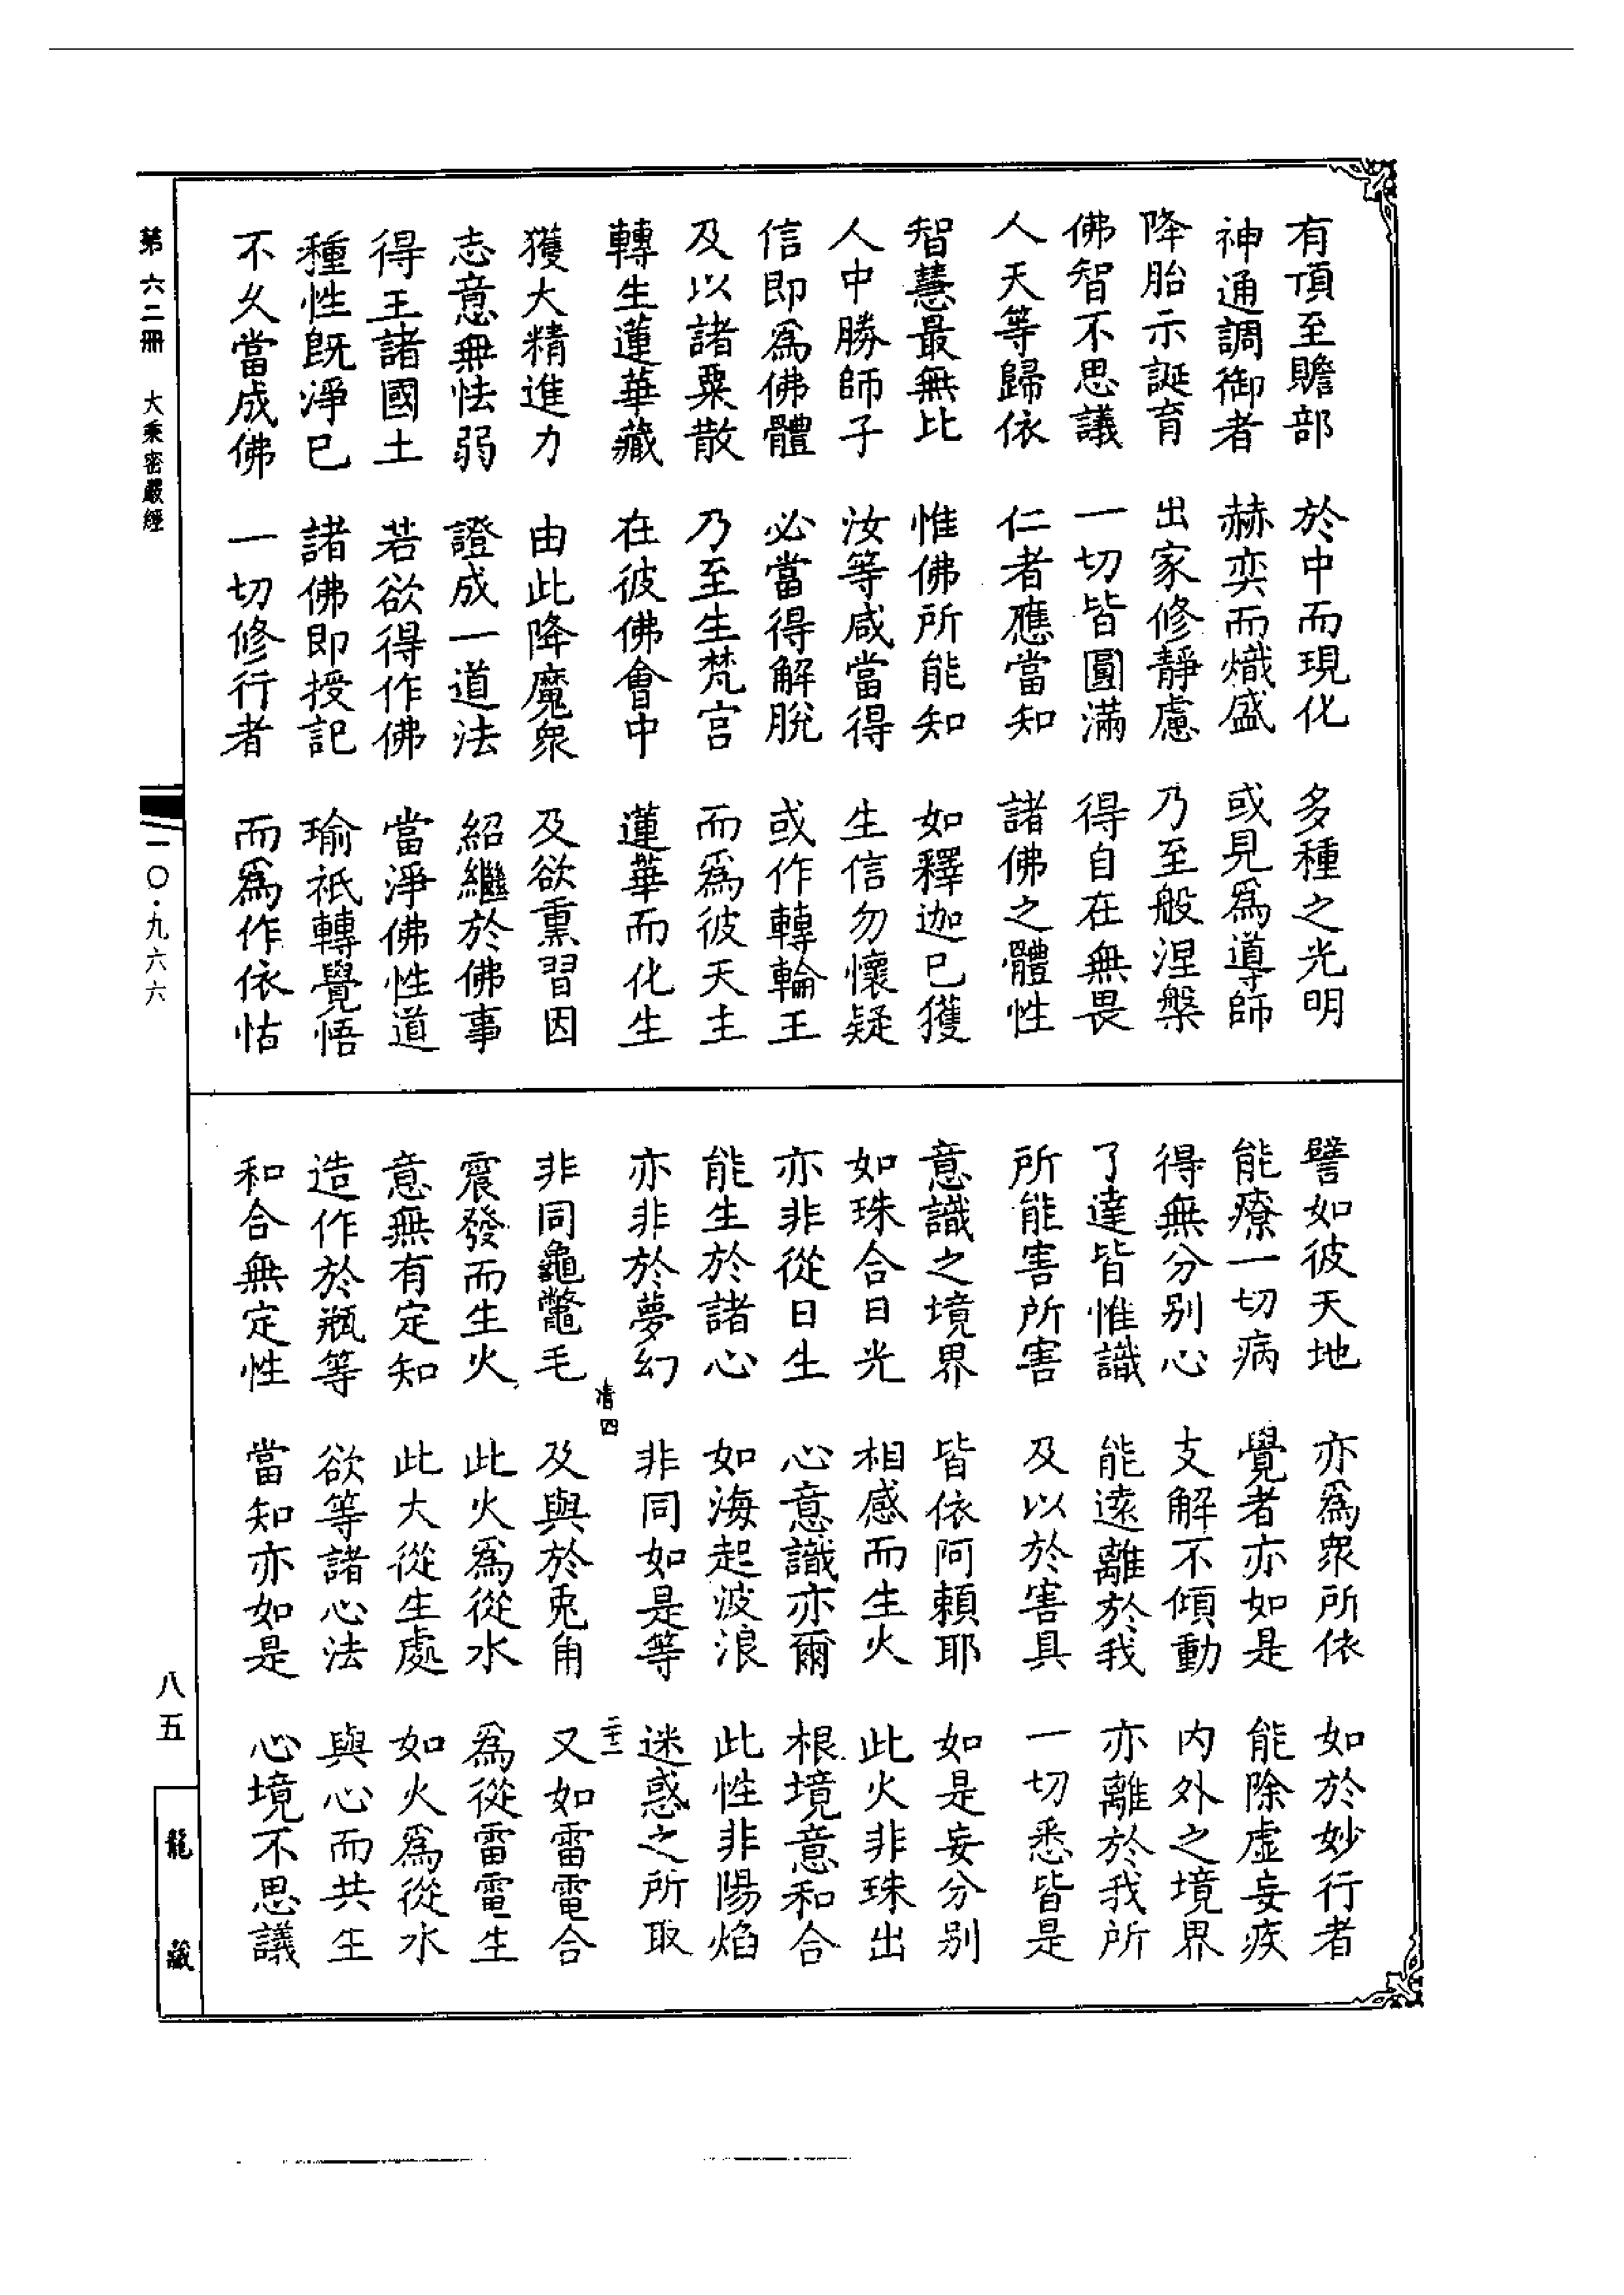 有頂至贍部　於中而現化　多種之光明
神通調御者　赫奕而熾盛　或見爲導師
降胎示誕育　出家修靜慮　乃至般涅槃
佛智不思議　一切皆圓滿　得自在無畏
人天等歸依　仁者應當知　諸佛之體性
智慧最無比　惟佛所能知　如釋迦已獲
人中勝師子　汝等咸當得　生信勿懷疑
信即爲佛體　必當得解脫　或作轉輪王
及以諸粟散　乃至生梵宮　而爲彼天主
轉生蓮華藏　在彼佛會中　蓮華而化生
獲大精進力　由此降魔衆　及欲熏習因
志意無怯弱　證成一道法　紹繼於佛事
得王諸國土　若欲得作佛　當淨佛性道
種性旣淨已　諸佛即授記　瑜祇轉覺悟
不久當成佛　一切修行者　而爲作依怙
譬如彼天地　亦爲衆所依　如於妙行者
能療一切病　覺者亦如是　能除虛妄疾
得無分別心　支解不傾動　內外之境界
了達皆惟識　能遠離於我　亦離於我所
所能害所害　及以於害具　一切悉皆是
意識之境界　皆依阿賴耶　如是妄分別
如珠合日光　相感而生火　此火非珠出
亦非從日生　心意識亦爾　根境意和合
能生於諸心　如海起波浪　此性非陽焰
亦非於夢幻　非同如是等　迷惑之所取
清四　二十二
非同龜鼈毛　及與於兎角　又如雷電合
震發而生火　此火爲從水　爲從雷電生
意無有定知　此大從生處　如火爲從水
造作於瓶等　欲等諸心法　與心而共生
和合無定性　當知亦如是　心境不思議
第六二冊　大乘密嚴經　一〇・九六六
八五
龍藏